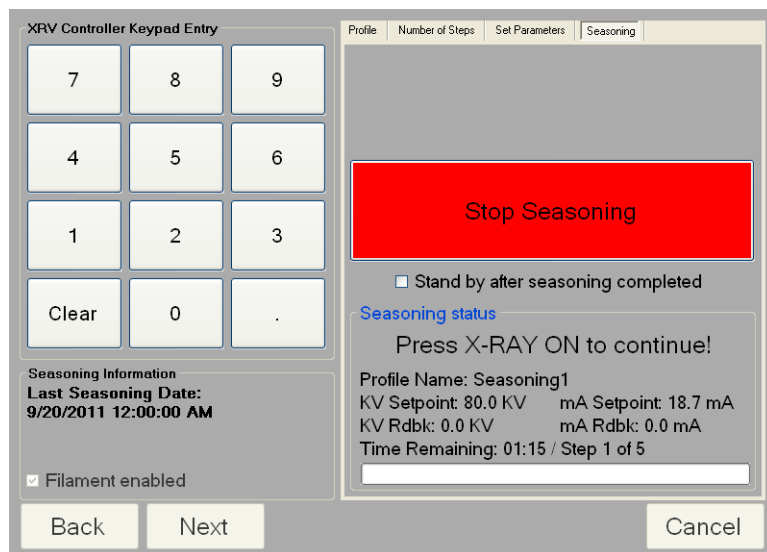 XRV Controller Keypad Entry
7 8 9
4 5 6
1 2 3
Clear 0 .
Seasoning Information
Last Seasoning Date:
9/20/2011 12:00:00 AM
Filament enabled
Back Next
Profile Number of Steps Set Parameters Seasoning
Stop Seasoning
Stand by after seasoning completed
Seasoning status
Press X-RAY ON to continue!
Profile Name: Seasoning1
KV Setpoint: 80.0 KV mA Setpoint: 18.7 mA
KV Rdbk: 0.0 KV mA Rdbk: 0.0 mA
Time Remaining: 01:15 / Step 1 of 5
Cancel